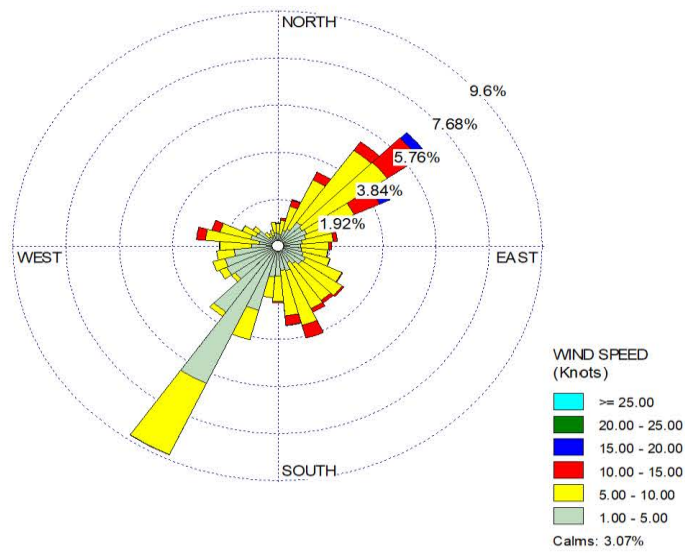 NORTH
9.6%
7.68%
5.76%
3.84%
1.92%
WEST
EAST
SOUTH
WIND SPEED
(Knots)
>= 25.00
20.00 - 25.00
15.00 - 20.00
10.00 - 15.00
5.00 - 10.00
1.00 - 5.00
Calms: 3.07%